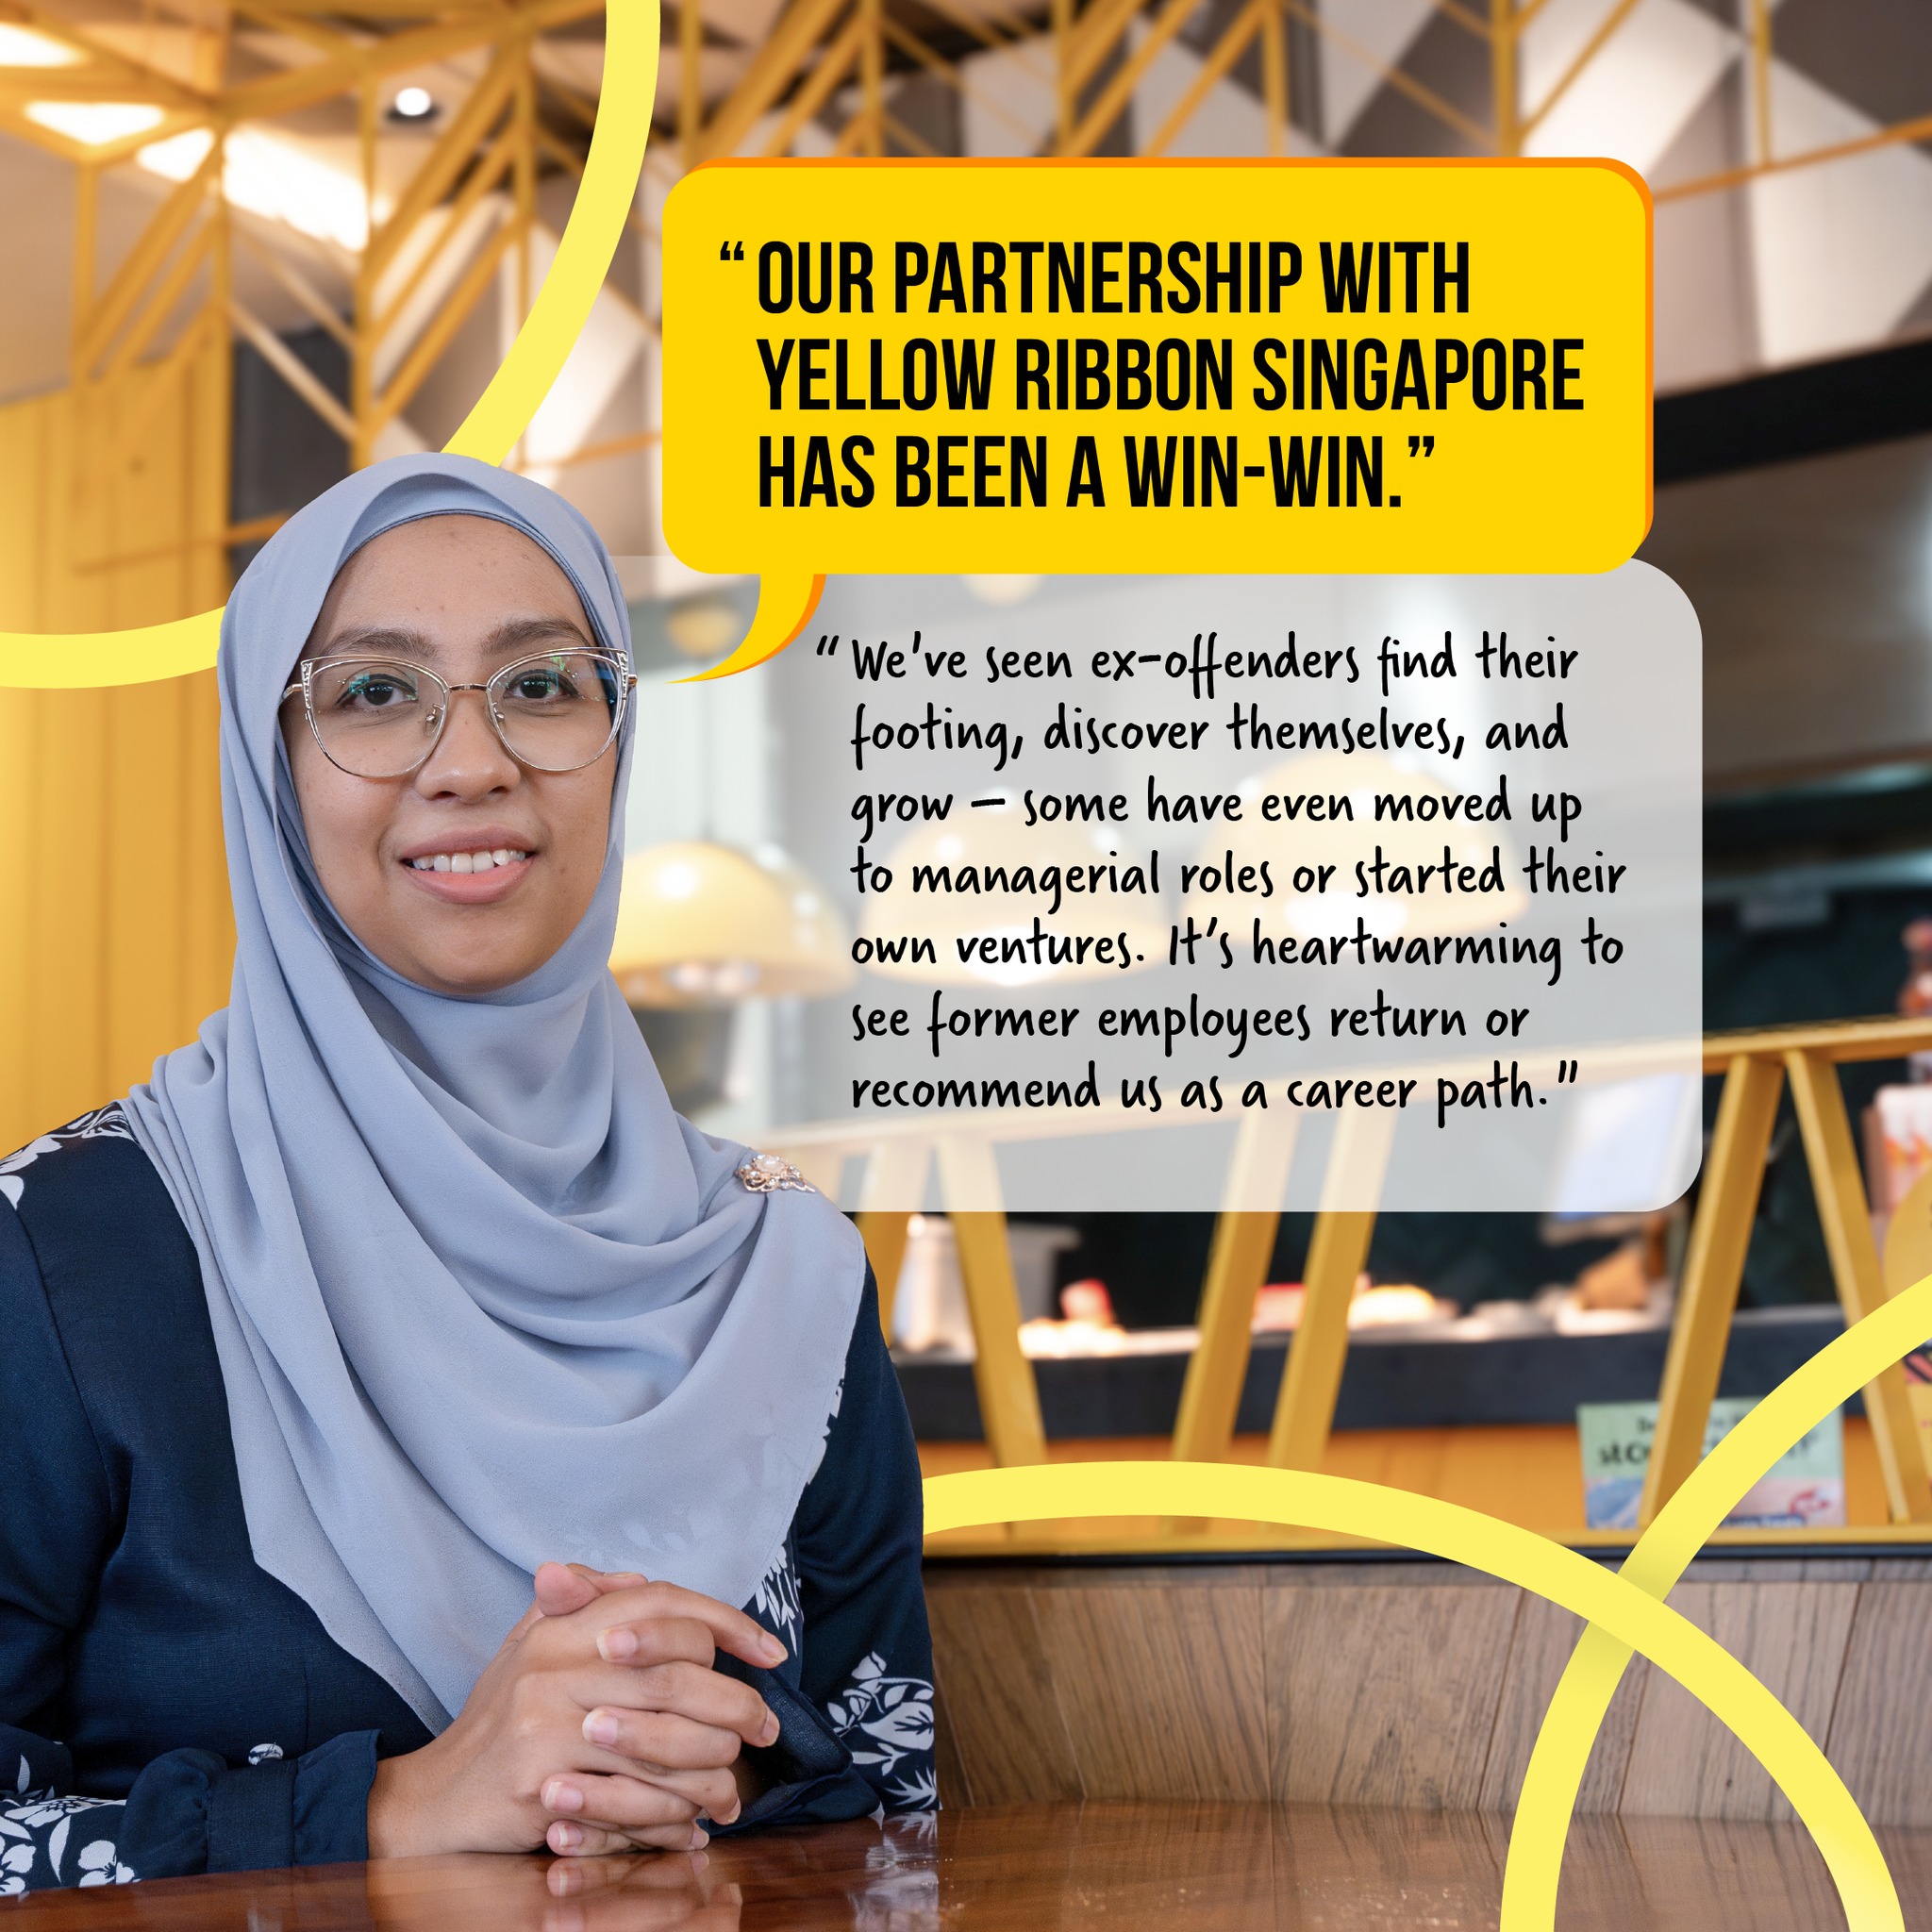 “OUR PARTNERSHIP WITH
YELLOW RIBBON SINGAPORE
HAS BEEN A WIN-WIN.”
“We’ve seen ex-offenders find their
footing, discover themselves, and
grow – some have even moved up
to managerial roles or started their
own ventures. It’s heartwarming to
see former employees return or
recommend us as a career path.”